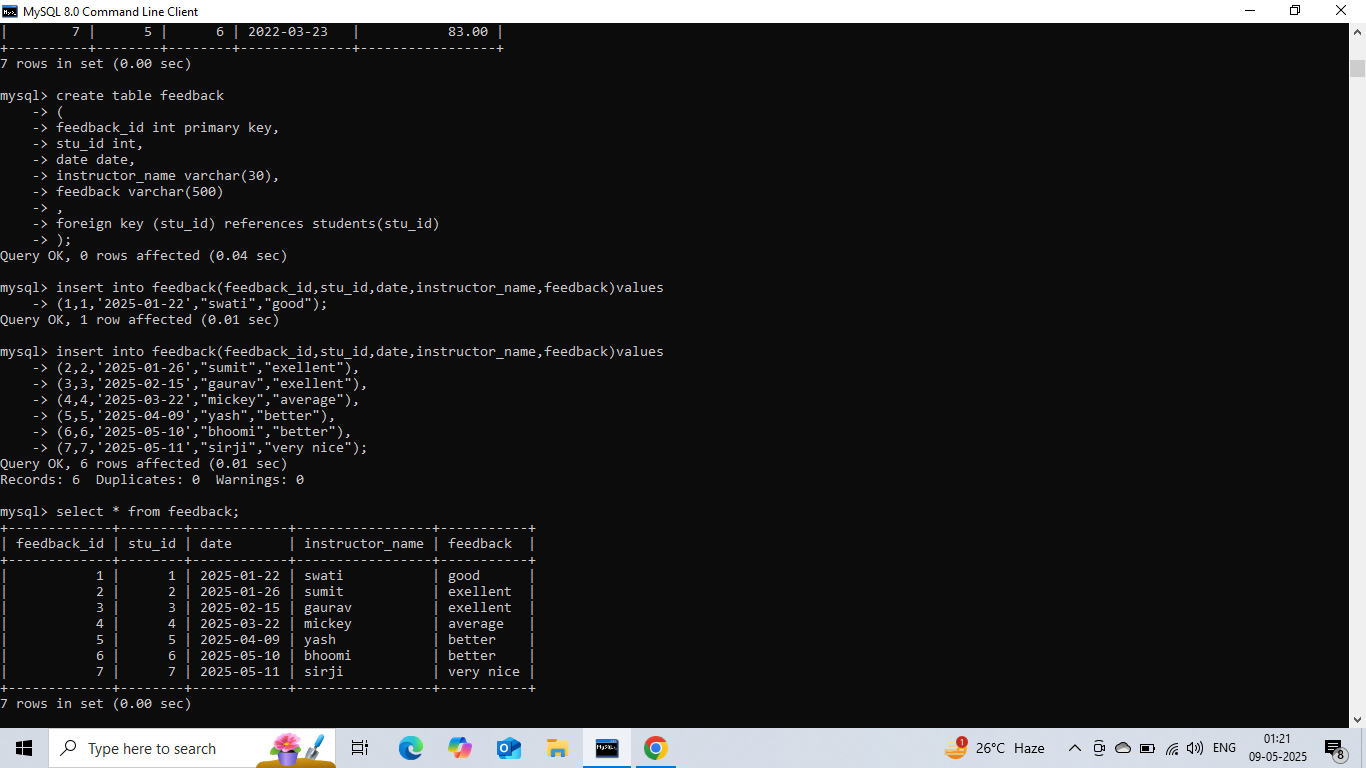 MySQL 8.0 Command Line Client
|        7 |      5 |      6 | 2022-03-23   |           83.00 |
+----------+--------+--------+--------------+-----------------+
7 rows in set (0.00 sec)
mysql> create table feedback
    -> (
    -> feedback_id int primary key,
    -> stu_id int,
    -> date date,
    -> instructor_name varchar(30),
    -> feedback varchar(500)
    -> ,
    -> foreign key (stu_id) references students(stu_id)
    -> );
Query OK, 0 rows affected (0.04 sec)
mysql> insert into feedback(feedback_id,stu_id,date,instructor_name,feedback)values
    -> (1,1,'2025-01-22',"swati","good");
Query OK, 1 row affected (0.01 sec)
mysql> insert into feedback(feedback_id,stu_id,date,instructor_name,feedback)values
    -> (2,2,'2025-01-26',"sumit","exellent"),
    -> (3,3,'2025-02-15',"gaurav","exellent"),
    -> (4,4,'2025-03-22',"mickey","average"),
    -> (5,5,'2025-04-09',"yash","better"),
    -> (6,6,'2025-05-10',"bhoomi","better"),
    -> (7,7,'2025-05-11',"sirji","very nice");
Query OK, 6 rows affected (0.01 sec)
Records: 6  Duplicates: 0  Warnings: 0
mysql> select * from feedback;
+-------------+--------+------------+-----------------+-----------+
| feedback_id | stu_id | date       | instructor_name | feedback  |
+-------------+--------+------------+-----------------+-----------+
|           1 |      1 | 2025-01-22 | swati           | good      |
|           2 |      2 | 2025-01-26 | sumit           | exellent  |
|           3 |      3 | 2025-02-15 | gaurav          | exellent  |
|           4 |      4 | 2025-03-22 | mickey          | average   |
|           5 |      5 | 2025-04-09 | yash            | better    |
|           6 |      6 | 2025-05-10 | bhoomi          | better    |
|           7 |      7 | 2025-05-11 | sirji           | very nice |
+-------------+--------+------------+-----------------+-----------+
7 rows in set (0.00 sec)
Type here to search
MySQL
1
26°C Haze
ENG
01:21
09-05-2025
8